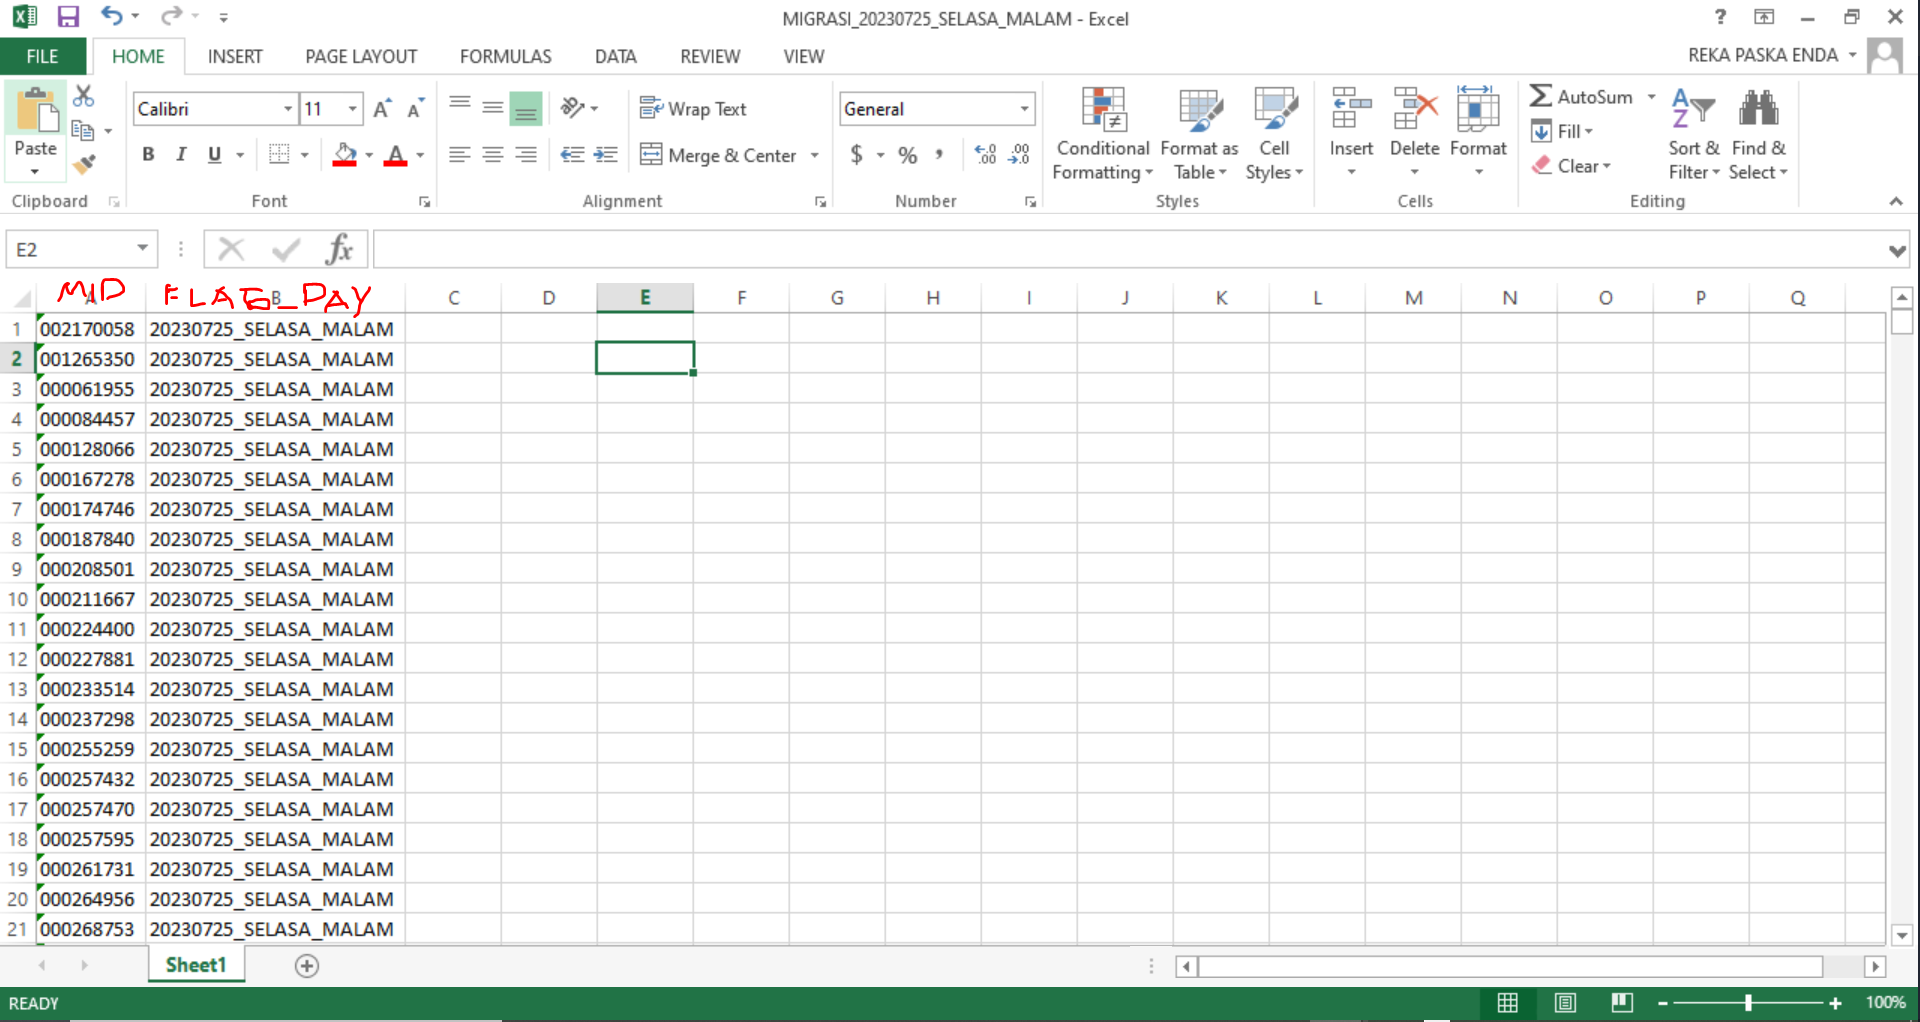 MIGRASI_20230725_SELASA_MALAM - Excel
?
FILE HOME INSERT PAGE LAYOUT FORMULAS DATA REVIEW VIEW REKA PASKA ENDA
Paste
Clipboard
Calibri 11
B I U
Font
Wrap Text
Merge & Center
Alignment
General
$ % ,
Number
Conditional Formatting
Format as Table
Cell Styles
Styles
Insert
Delete
Format
Cells
AutoSum
Fill
Clear
Sort & Filter
Find & Select
Editing
E2 fx
MID FLAG_DAY
A B C D E F G H I J K L M N O P Q
1 002170058 20230725_SELASA_MALAM
2 001265350 20230725_SELASA_MALAM
3 000061955 20230725_SELASA_MALAM
4 000084457 20230725_SELASA_MALAM
5 000128066 20230725_SELASA_MALAM
6 000167278 20230725_SELASA_MALAM
7 000174746 20230725_SELASA_MALAM
8 000187840 20230725_SELASA_MALAM
9 000208501 20230725_SELASA_MALAM
10 000211667 20230725_SELASA_MALAM
11 000224400 20230725_SELASA_MALAM
12 000227881 20230725_SELASA_MALAM
13 000233514 20230725_SELASA_MALAM
14 000237298 20230725_SELASA_MALAM
15 000255259 20230725_SELASA_MALAM
16 000257432 20230725_SELASA_MALAM
17 000257470 20230725_SELASA_MALAM
18 000257595 20230725_SELASA_MALAM
19 000261731 20230725_SELASA_MALAM
20 000264956 20230725_SELASA_MALAM
21 000268753 20230725_SELASA_MALAM
Sheet1
READY 100%